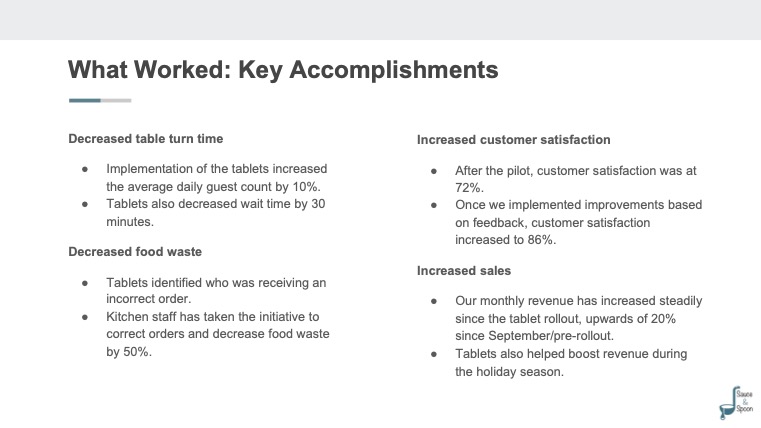 What Worked: Key Accomplishments
Decreased table turn time
● Implementation of the tablets increased
the average daily guest count by 10%.
● Tablets also decreased wait time by 30
minutes.
Decreased food waste
● Tablets identified who was receiving an
incorrect order.
● Kitchen staff has taken the initiative to
correct orders and decrease food waste
by 50%.
Increased customer satisfaction
● After the pilot, customer satisfaction was at
72%.
● Once we implemented improvements based
on feedback, customer satisfaction
increased to 86%.
Increased sales
● Our monthly revenue has increased steadily
since the tablet rollout, upwards of 20%
since September/pre-rollout.
● Tablets also helped boost revenue during
the holiday season.
Sauce
&
Spoon